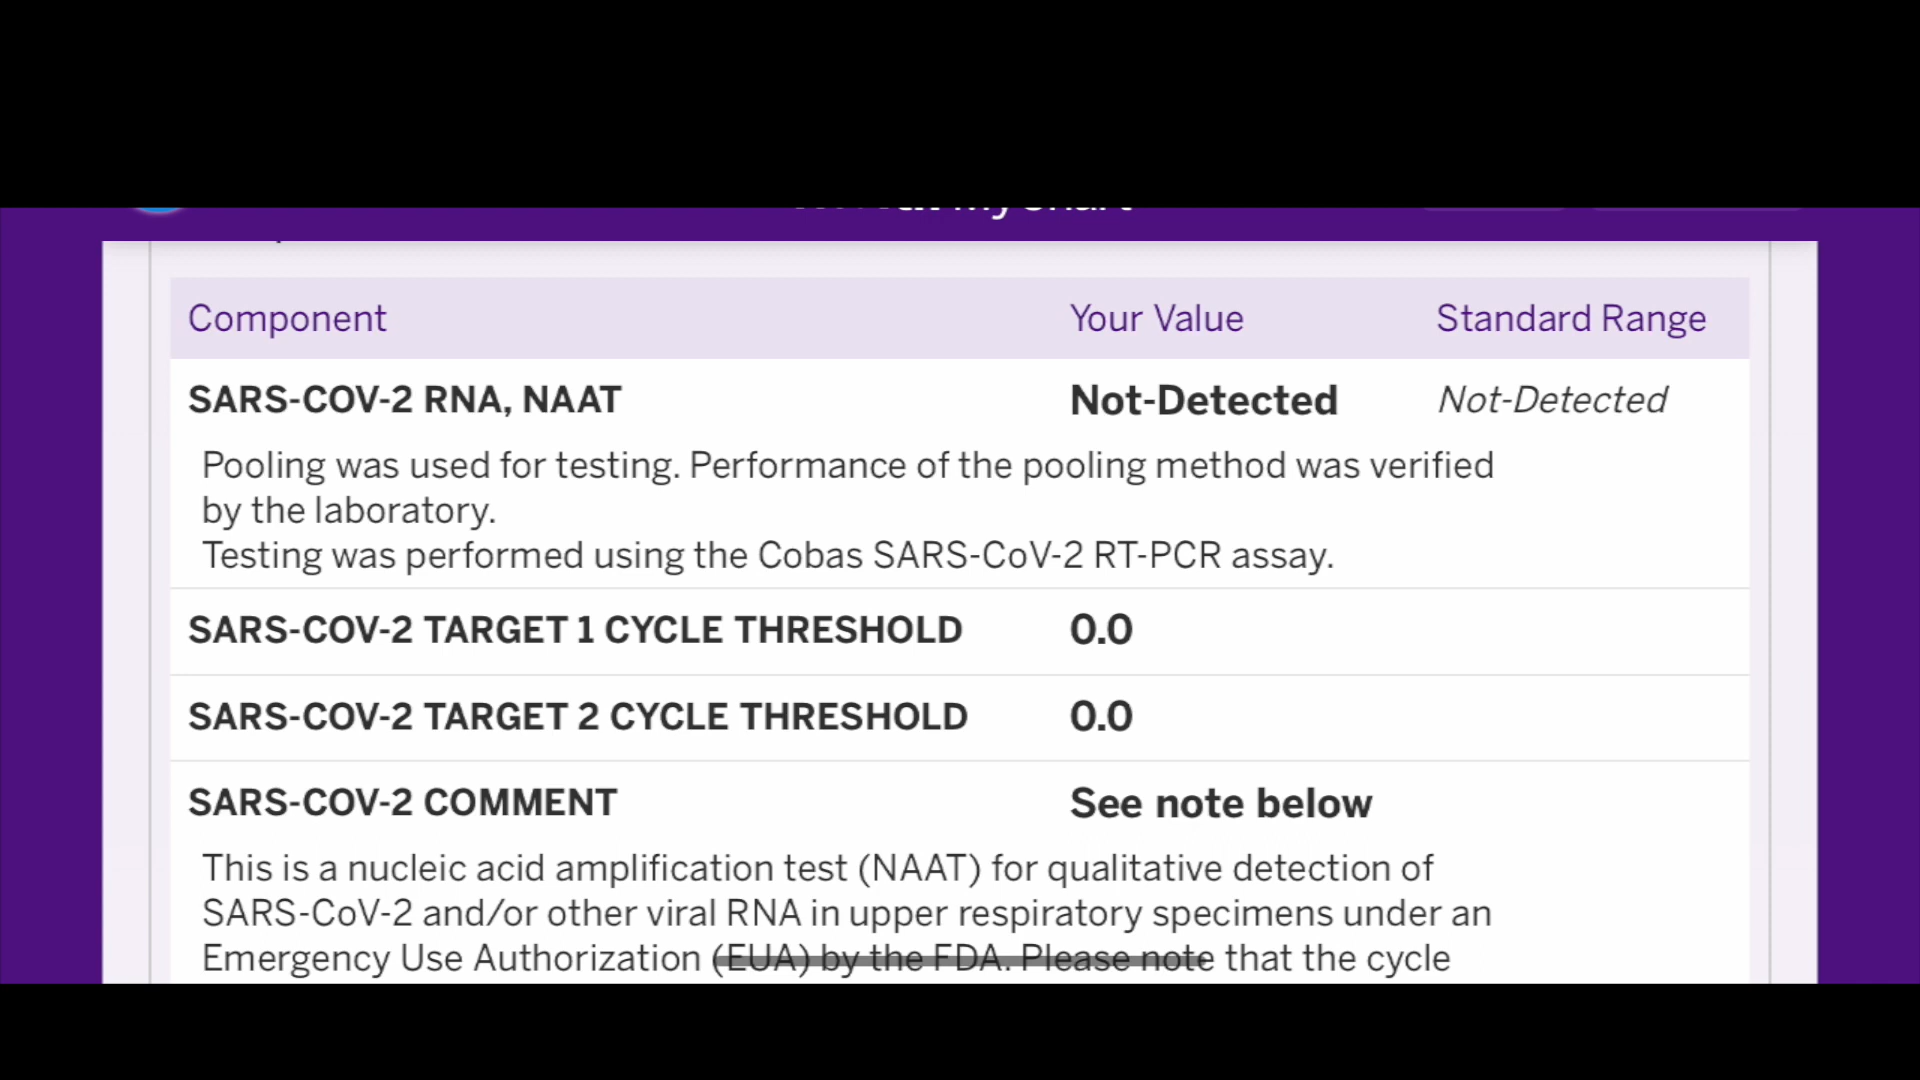 Component Your Value Standard Range
SARS-COV-2 RNA, NAAT Not-Detected Not-Detected
Pooling was used for testing. Performance of the pooling method was verified
by the laboratory.
Testing was performed using the Cobas SARS-CoV-2 RT-PCR assay.
SARS-COV-2 TARGET 1 CYCLE THRESHOLD 0.0
SARS-COV-2 TARGET 2 CYCLE THRESHOLD 0.0
SARS-COV-2 COMMENT See note below
This is a nucleic acid amplification test (NAAT) for qualitative detection of
SARS-CoV-2 and/or other viral RNA in upper respiratory specimens under an
Emergency Use Authorization (EUA) by the FDA. Please note that the cycle